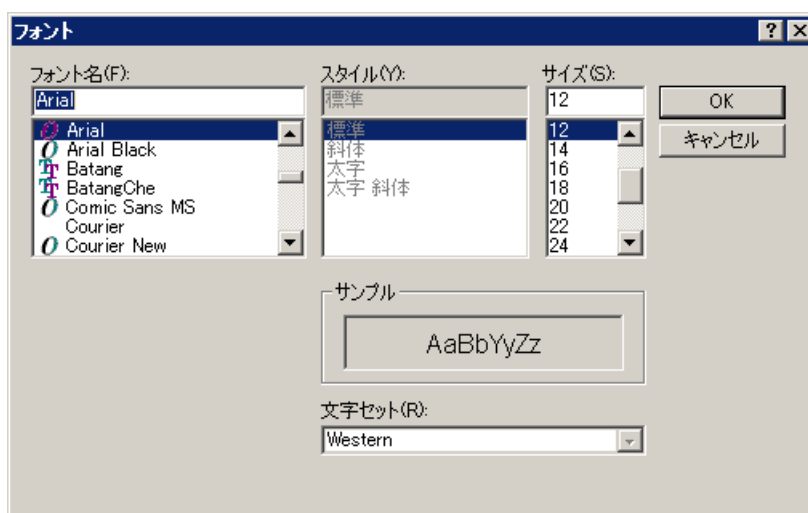 フォント
フォント名(F):
Arial
Arial
Arial Black
Batang
BatangChe
Comic Sans MS
Courier
Courier New
スタイル(Y):
標準
標準
斜体
太字
太字 斜体
サイズ(S):
12
12
14
16
18
20
22
24
OK
キャンセル
サンプル
AaBbYyZz
文字セット(R):
Western